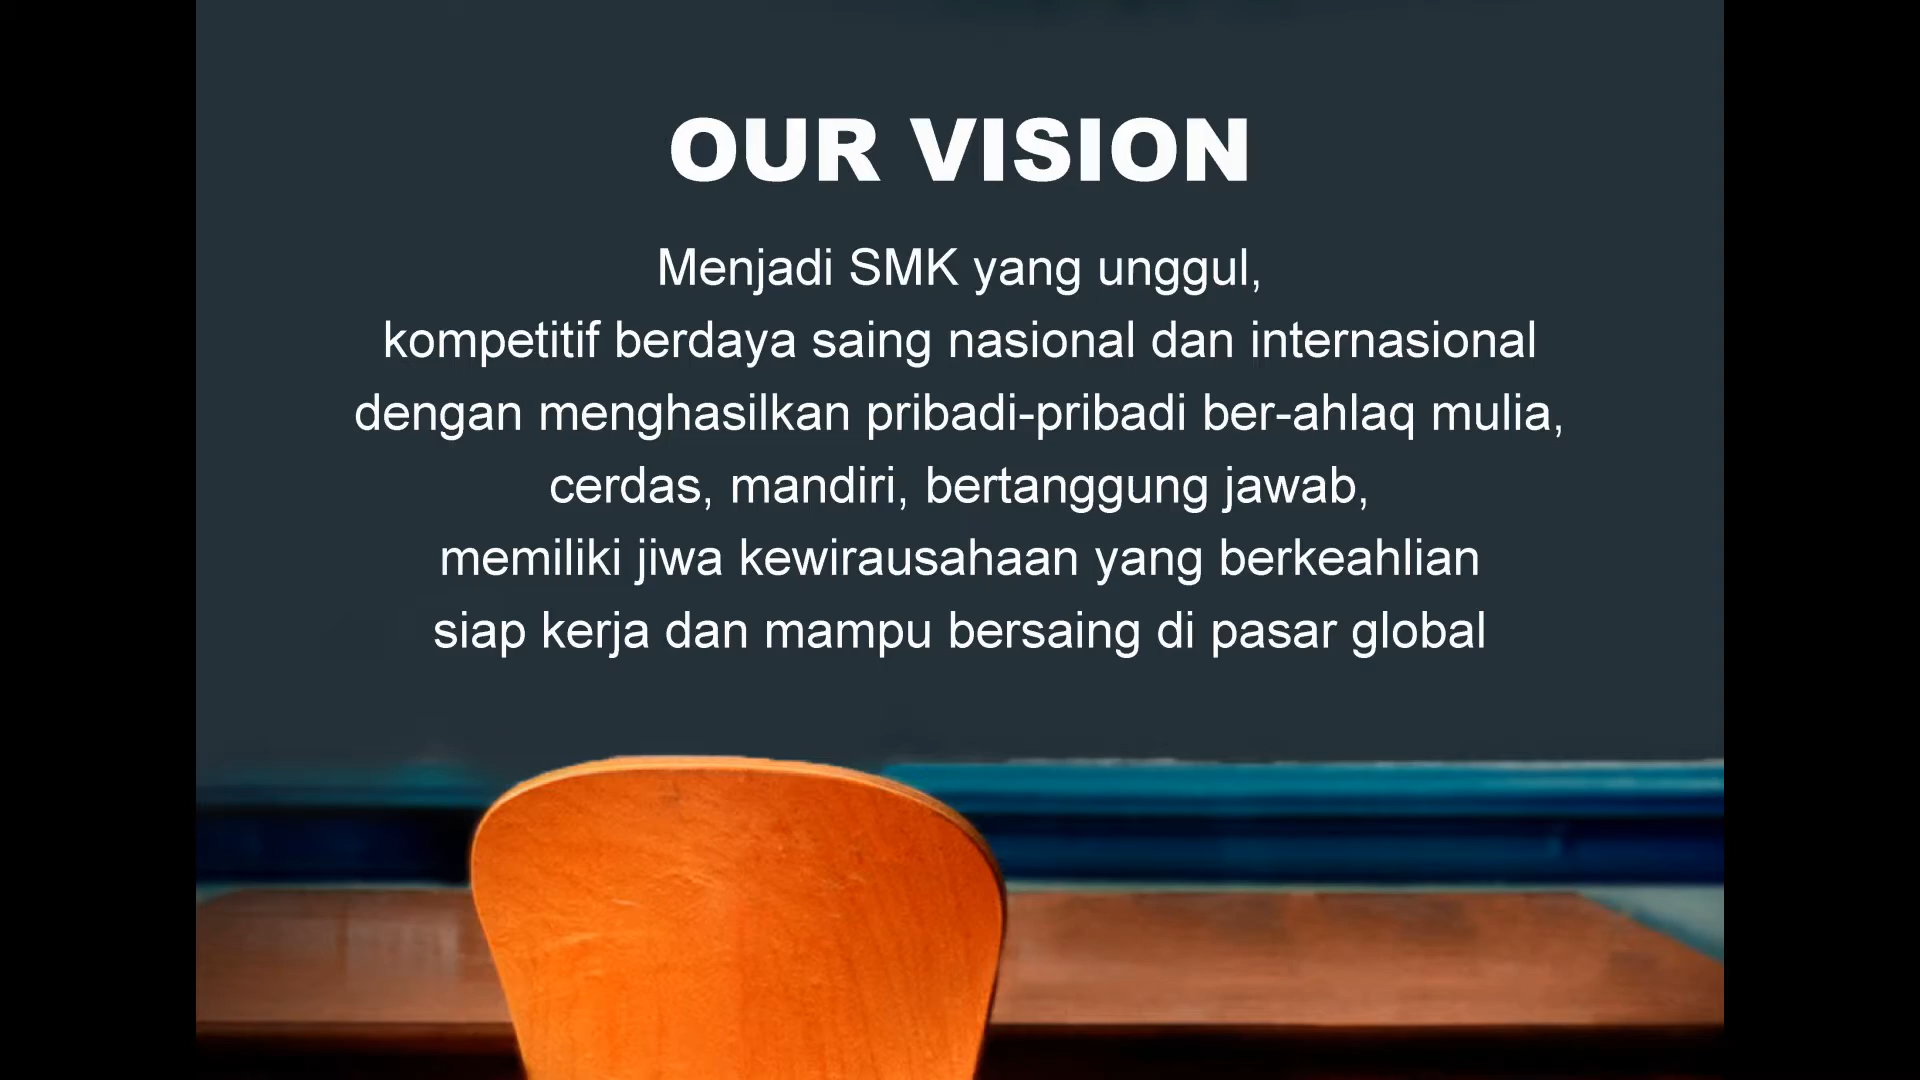 OUR VISION
Menjadi SMK yang unggul,
kompetitif berdaya saing nasional dan internasional
dengan menghasilkan pribadi-pribadi ber-ahlaq mulia,
cerdas, mandiri, bertanggung jawab,
memiliki jiwa kewirausahaan yang berkeahlian
siap kerja dan mampu bersaing di pasar global